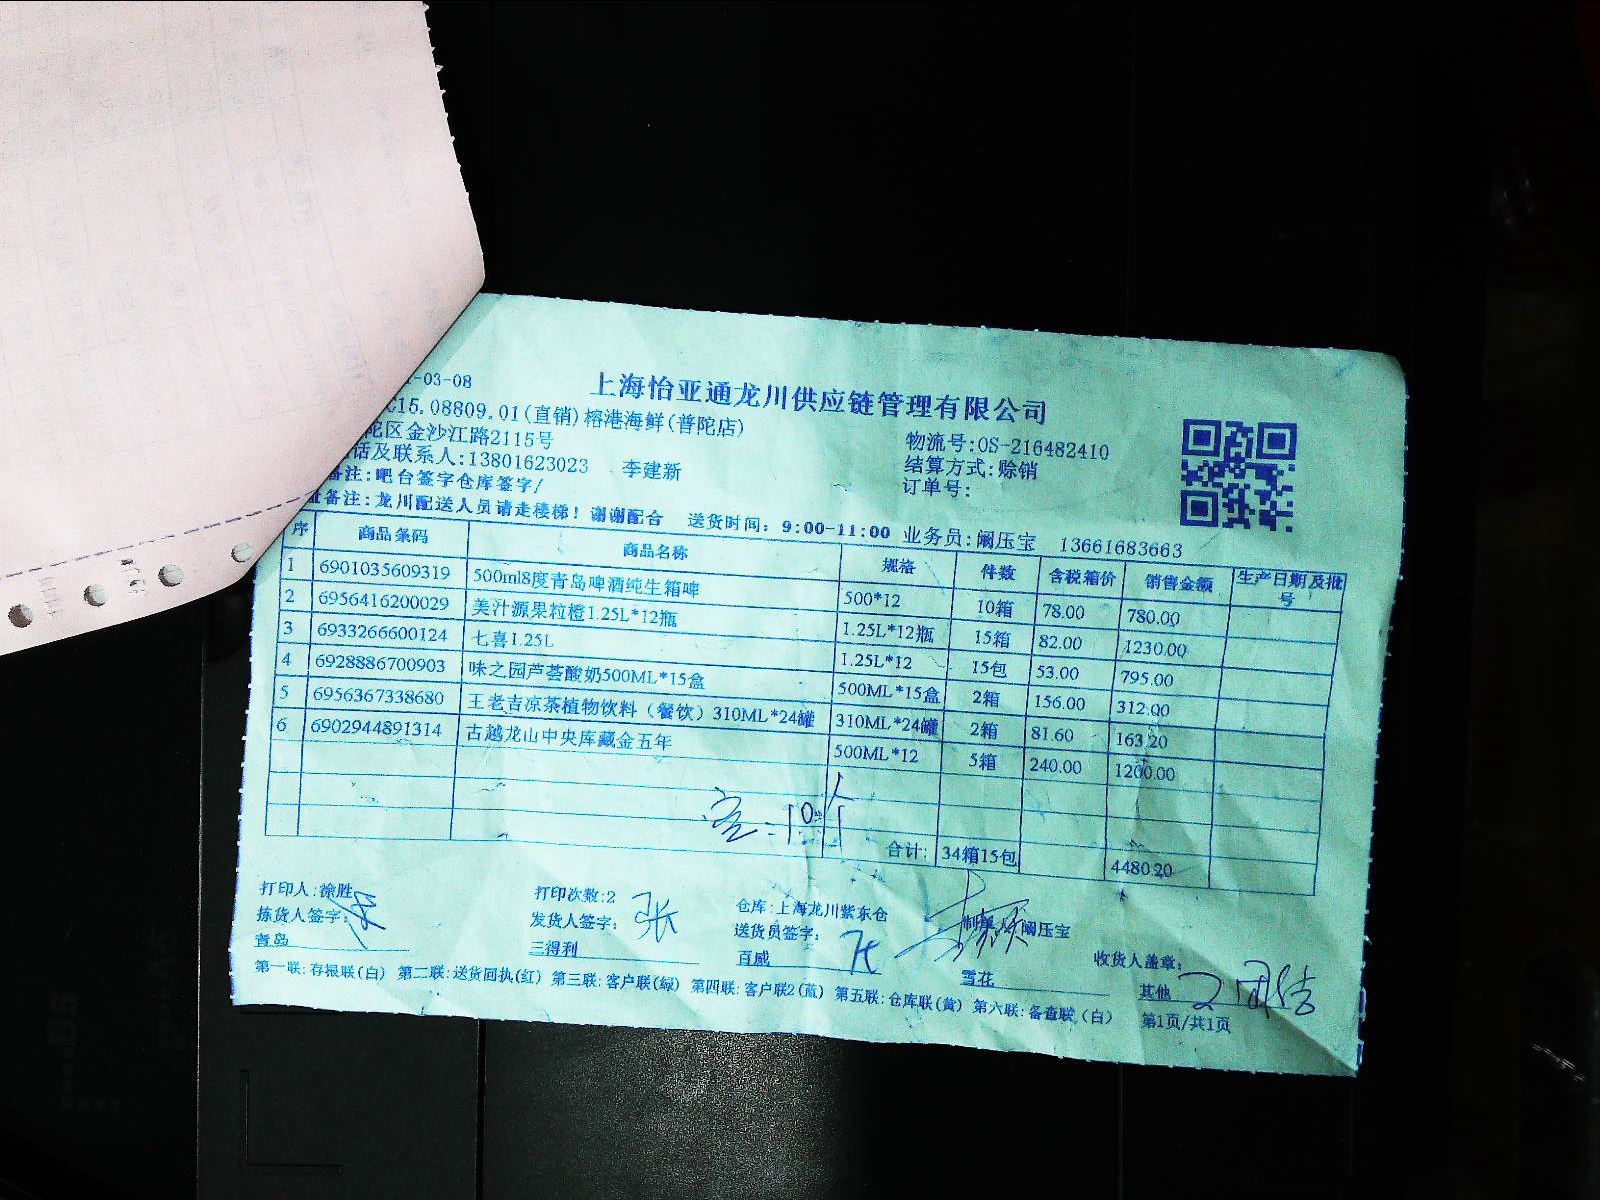 -03-08
上海怡亚通龙川供应链管理有限公司
C15.08809.01(直销)榕港海鲜(普陀店)
陀区金沙江路2115号
物流号:OS-216482410
话及联系人:13801623023 李建新
结算方式:赊销
备注:吧台签字仓库签字/
订单号:
备注:龙川配送人员请走楼梯！谢谢配合 送货时间：9:00-11:00 业务员:阚压宝 13661683663
序 商品条码 商品名称 规格 件数 含税箱价 销售金额 生产日期及批号
1 6901035609319 500ml8度青岛啤酒纯生箱啤 500*12 10箱 78.00 780.00
2 6956416200029 美汁源果粒橙1.25L*12瓶 1.25L*12瓶 15箱 82.00 1230.00
3 6933266600124 七喜1.25L 1.25L*12 15包 53.00 795.00
4 6928886700903 味之园芦荟酸奶500ML*15盒 500ML*15盒 2箱 156.00 312.00
5 6956367338680 王老吉凉茶植物饮料（餐饮）310ML*24罐 310ML*24罐 2箱 81.60 163.20
6 6902944891314 古越龙山中央库藏金五年 500ML*12 5箱 240.00 1200.00
合计: 34箱15包 4480.20
打印人:徐胜 打印次数:2 仓库:上海龙川紫东仓 制单人:阚压宝
拣货人签字: 发货人签字: 张 送货员签字: 收货人盖章:
青岛 三得利 百威 雪花 其他
第一联:存根联(白) 第二联:送货回执(红) 第三联:客户联(绿) 第四联:客户联2(蓝) 第五联:仓库联(黄) 第六联:备查联(白) 第1页/共1页